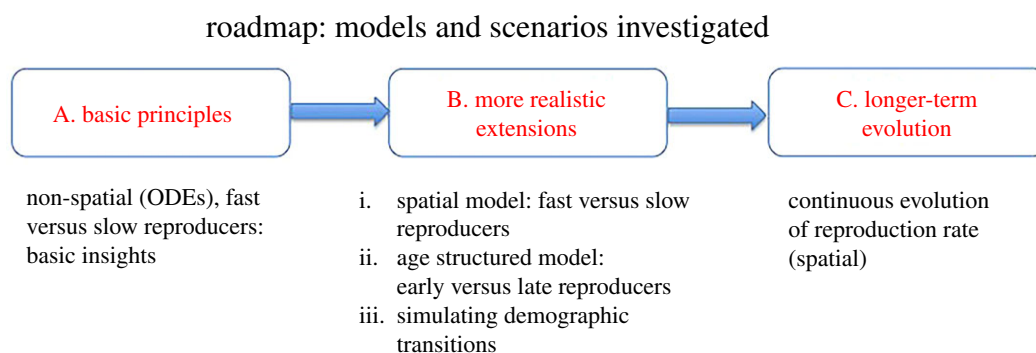 roadmap: models and scenarios investigated
A. basic principles
B. more realistic
extensions
C. longer-term
evolution
non-spatial (ODEs), fast
versus slow reproducers:
basic insights
i. spatial model: fast versus slow
reproducers
ii. age structured model:
early versus late reproducers
iii. simulating demographic
transitions
continuous evolution
of reproduction rate
(spatial)